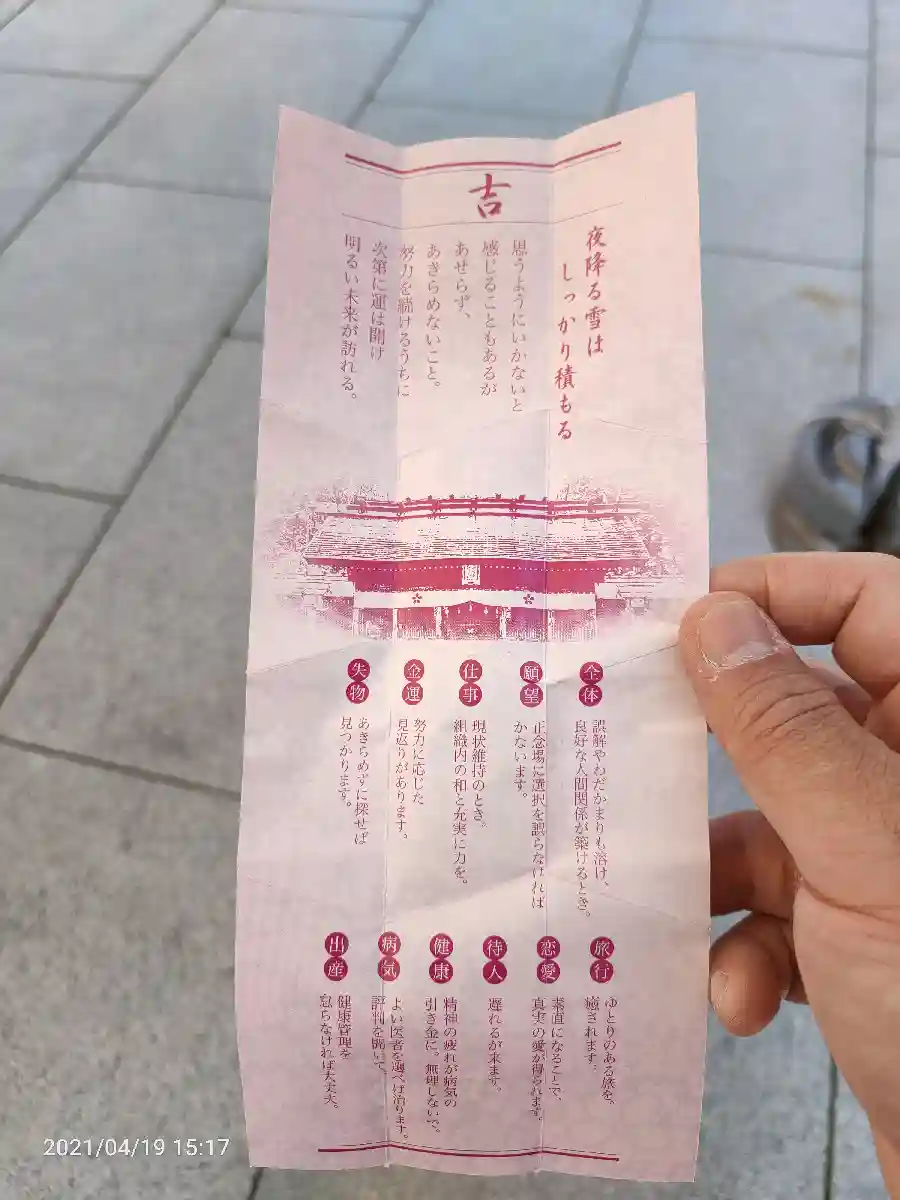 吉
夜降る雪は
しっかり積もる
思うようにいかないと
感じることもあるが
あせらず、
あきらめないこと。
努力を続けるうちに
次第に運は開け
明るい未来が訪れる。
全体
誤解やわだかまりも溶け、
良好な人間関係が築けるとき。
願望
正念場に選択を誤らなければ
かないます。
仕事
現状維持のとき。
組織内の和と充実に力を。
金運
努力に応じた
見返りがあります。
失物
あきらめずに探せば
見つかります。
旅行
ゆとりのある旅を。
癒されます。
恋愛
素直になることで、
真実の愛が得られます。
待人
遅れるが来ます。
健康
精神の疲れが病気の
引き金に。無理しないで。
病気
よい医者を選べば治ります。
評判を聞いて。
出産
健康管理を
怠らなければ大丈夫。
2021/04/19 15:17